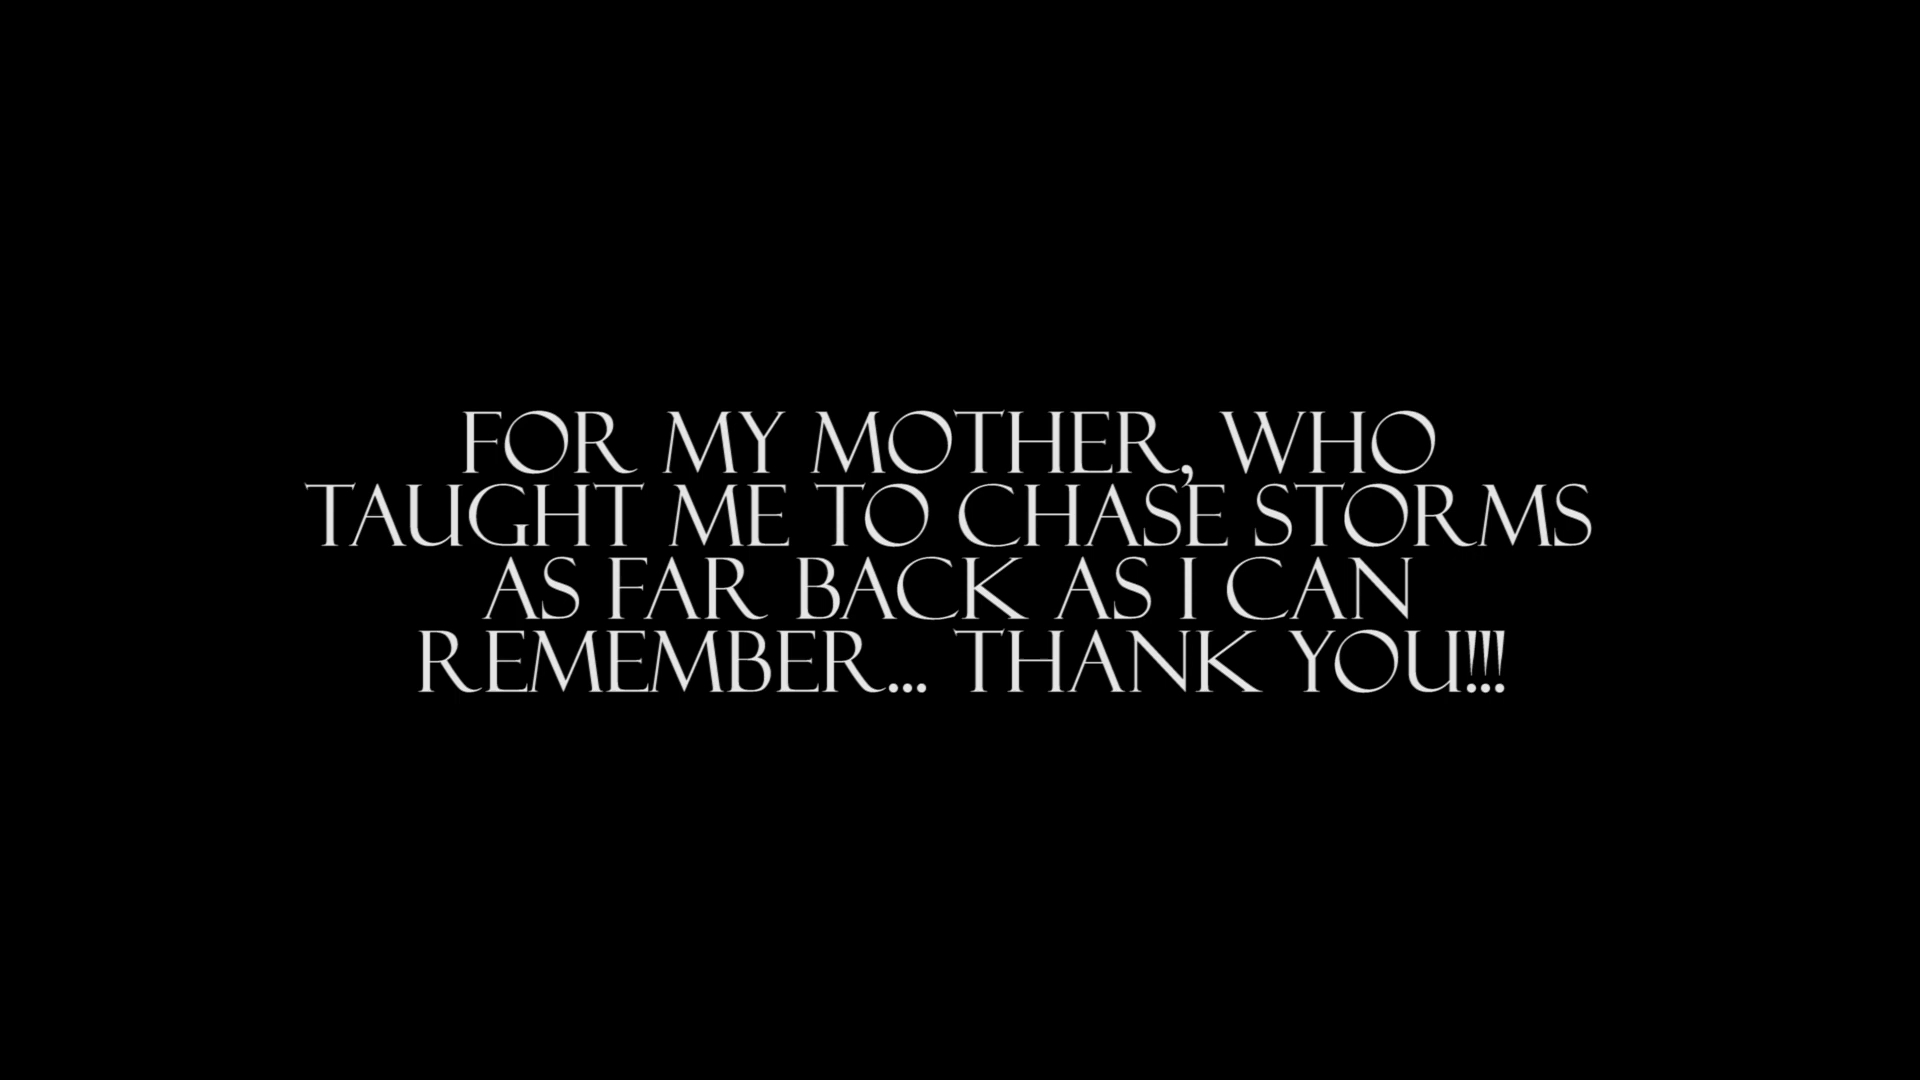 FOR MY MOTHER, WHO
TAUGHT ME TO CHASE STORMS
AS FAR BACK AS I CAN
REMEMBER... THANK YOU!!!